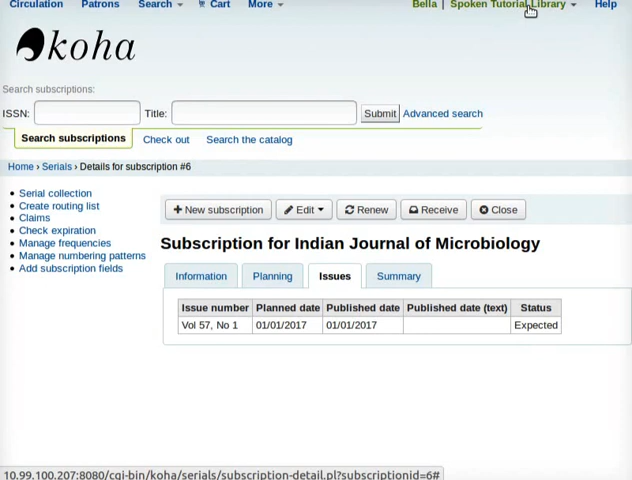 Circulation Patrons Search Cart More Bella | Spoken Tutorial Library Help
koha
Search subscriptions:
ISSN: Title: Submit Advanced search
Search subscriptions Check out Search the catalog
Home › Serials › Details for subscription #6
Serial collection
Create routing list
Claims
Check expiration
Manage frequencies
Manage numbering patterns
Add subscription fields
+ New subscription Edit Renew Receive Close
Subscription for Indian Journal of Microbiology
Information Planning Issues Summary
Issue number Planned date Published date Published date (text) Status
Vol 57, No 1 01/01/2017 01/01/2017 Expected
10.99.100.207:8080/cgi-bin/koha/serials/subscription-detail.pl?subscriptionid=6#